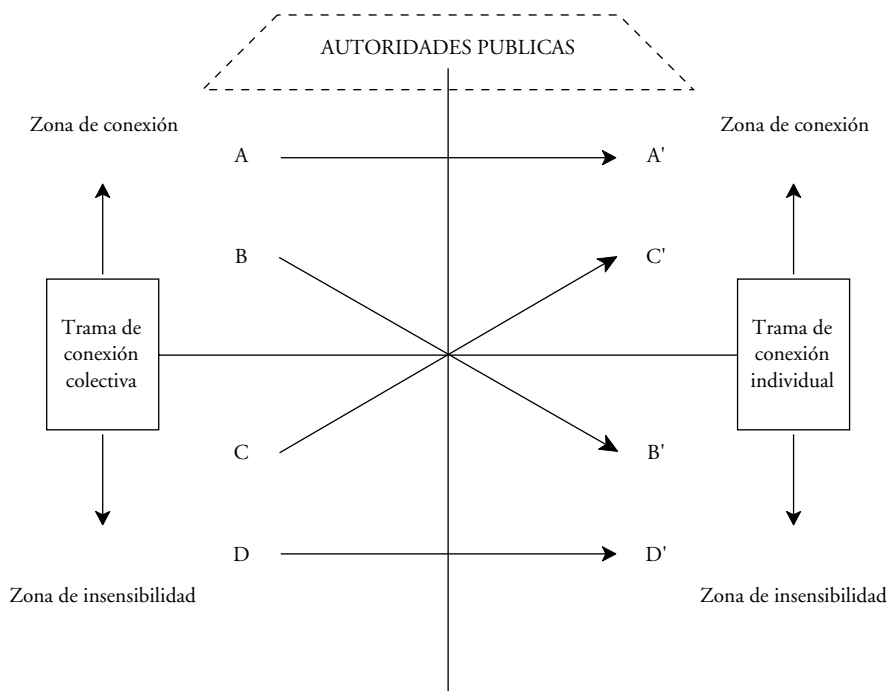 AUTORIDADES PUBLICAS
Zona de conexión
Zona de conexión
A
A'
B
C'
Trama de
conexión
colectiva
Trama de
conexión
individual
C
B'
D
D'
Zona de insensibilidad
Zona de insensibilidad